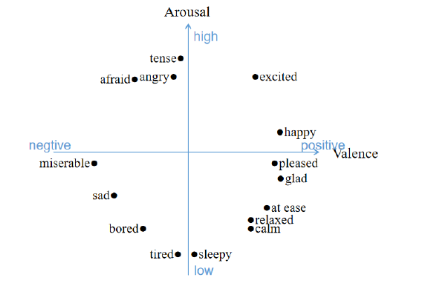 Arousal
high
tense
afraid angry excited
happy
negtive positive
Valence
miserable pleased
glad
sad
at ease
relaxed
bored calm
tired sleepy
low